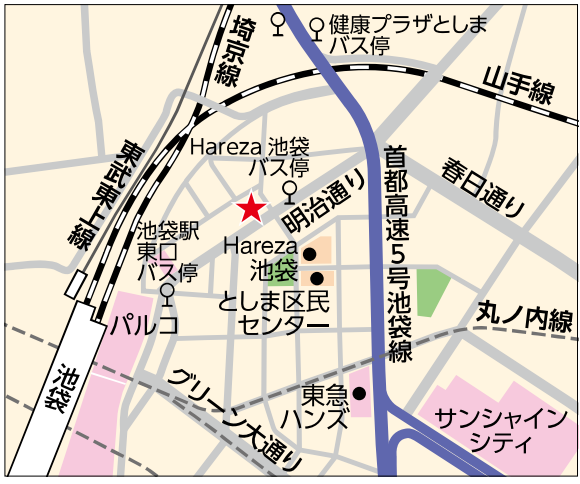 健康プラザとしま
バス停
埼京線
山手線
Hareza 池袋
バス停
東武東上線
首都高速5号池袋線
春日通り
明治通り
池袋駅
東口
バス停
Hareza
池袋
としま区民
センター
パルコ
丸ノ内線
池袋
グリーン大通り
東急
ハンズ
サンシャイン
シティ